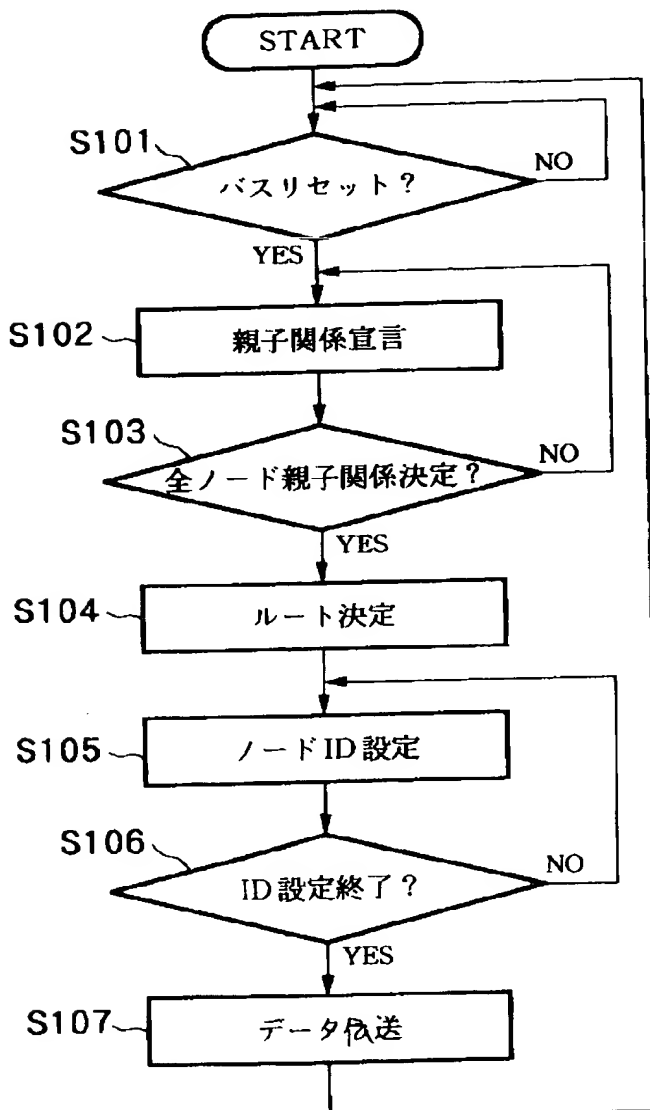 START
S101
バスリセット?
NO
YES
S102
親子関係宣言
S103
全ノード親子関係決定?
NO
YES
S104
ルート決定
S105
ノードID設定
S106
ID設定終了?
NO
YES
S107
データ伝送